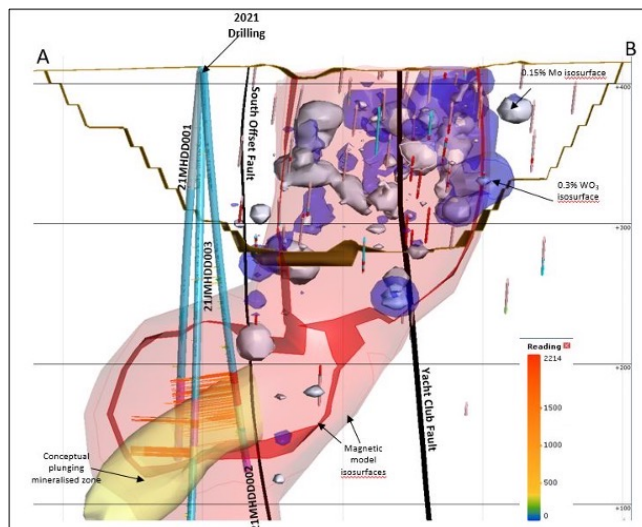 2021
Drilling
A
B
+400
+300
+200
+100
South Offset Fault
21MHDD001
21MHDD003
Yacht Club Fault
0.15% Mo isosurface
0.3% WO₃
isosurface
Reading
2214
1500
1000
500
0
Conceptual
plunging
mineralised zone
Magnetic
model
isosurfaces